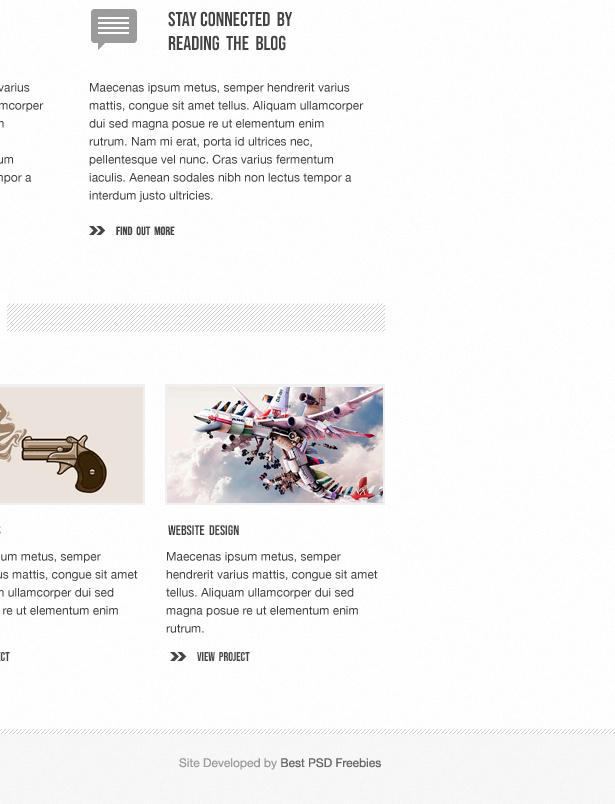 STAY CONNECTED BY
READING THE BLOG
varius
mcorper
m
um
mpor a
Maecenas ipsum metus, semper hendrerit varius
mattis, congue sit amet tellus. Aliquam ullamcorper
dui sed magna posue re ut elementum enim
rutrum. Nam mi erat, porta id ultrices nec,
pellentesque vel nunc. Cras varius fermentum
iaculis. Aenean sodales nibh non lectus tempor a
interdum justo ultricies.
FIND OUT MORE
um metus, semper
us mattis, congue sit amet
ullamcorper dui sed
re ut elementum enim
ECT
WEBSITE DESIGN
Maecenas ipsum metus, semper
hendrerit varius mattis, congue sit amet
tellus. Aliquam ullamcorper dui sed
magna posue re ut elementum enim
rutrum.
VIEW PROJECT
Site Developed by Best PSD Freebies